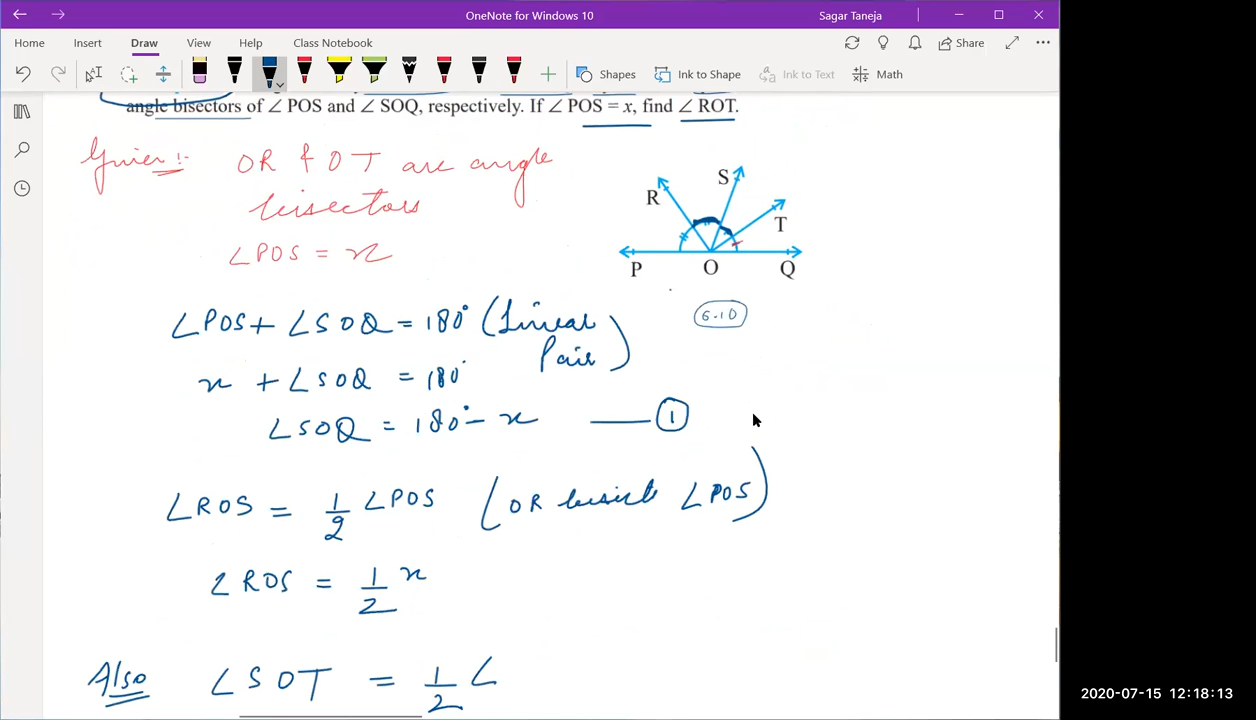 OneNote for Windows 10
Sagar Taneja
Home Insert Draw View Help Class Notebook
Share
Shapes Ink to Shape Ink to Text Math
angle bisectors of ∠ POS and ∠ SOQ, respectively. If ∠ POS = x, find ∠ ROT.
Given :- OR & OT are angle
bisectors
∠POS = x
R S T
P O Q
6.10
∠POS + ∠SOQ = 180° (Linear
Pair)
x + ∠SOQ = 180°
∠SOQ = 180° - x —— 1
∠ROS = 1/2 ∠POS (OR bisects ∠POS)
∠ROS = 1/2 x
Also ∠SOT = 1/2 ∠
2020-07-15 12:18:13